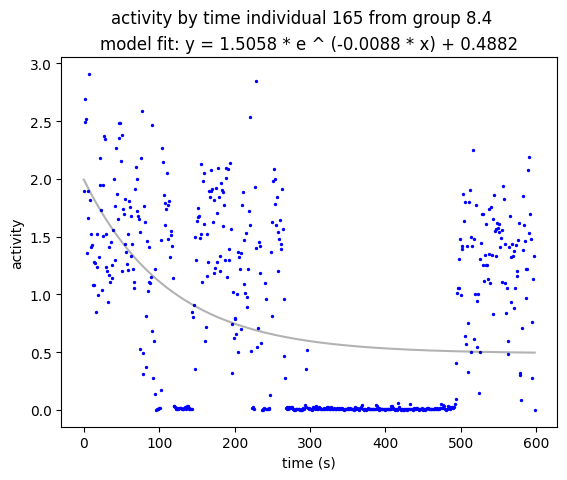 activity by time individual 165 from group 8.4
model fit: y = 1.5058 * e ^ (-0.0088 * x) + 0.4882
3.0
2.5
2.0
1.5
1.0
0.5
0.0
activity
0 100 200 300 400 500 600
time (s)